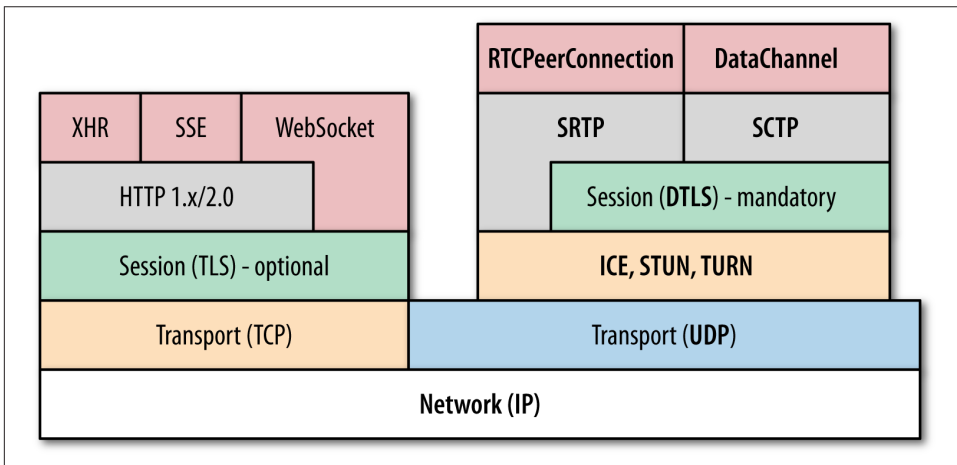 RTCPeerConnection DataChannel
XHR SSE WebSocket SRTP SCTP
HTTP 1.x/2.0 Session (DTLS) - mandatory
Session (TLS) - optional ICE, STUN, TURN
Transport (TCP) Transport (UDP)
Network (IP)